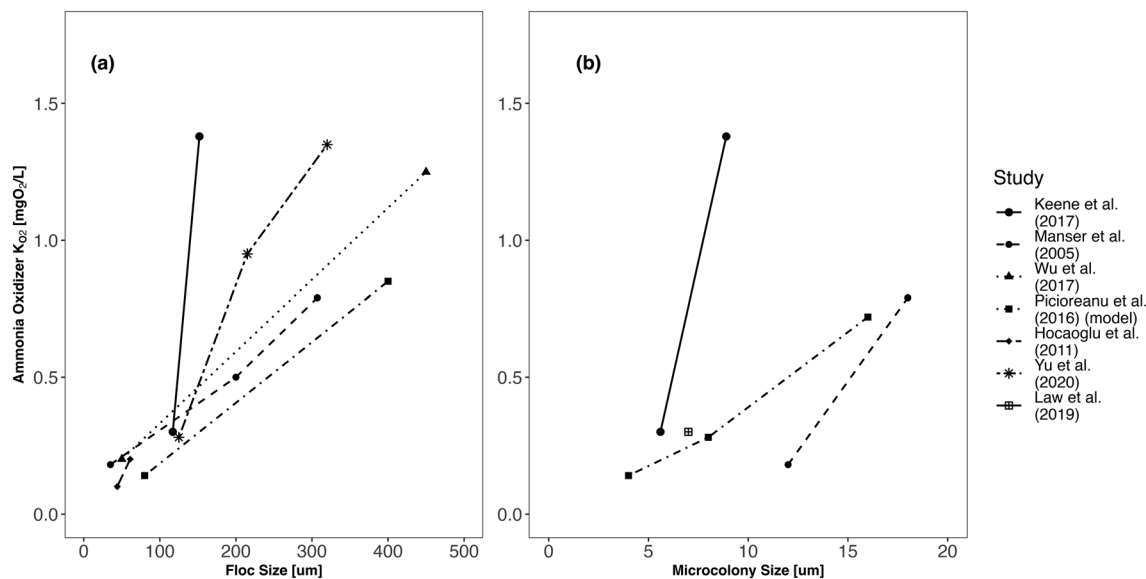 (a)
(b)
Ammonia Oxidizer K O2 [mgO2/L]
1.5
1.0
0.5
0.0
0
100
200
300
400
500
Floc Size [um]
0
5
10
15
20
Microcolony Size [um]
Study
Keene et al.
(2017)
Manser et al.
(2005)
Wu et al.
(2017)
Picioreanu et al.
(2016) (model)
Hocaoglu et al.
(2011)
Yu et al.
(2020)
Law et al.
(2019)